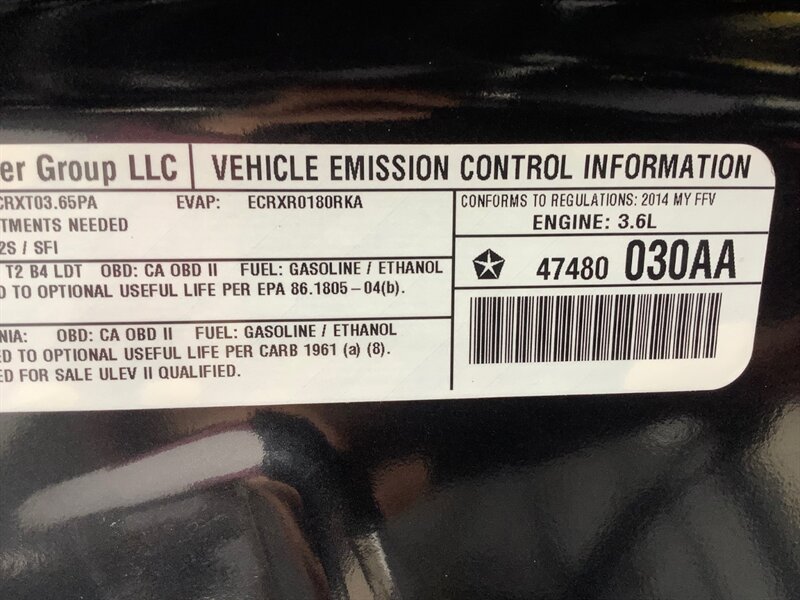 er Group LLC VEHICLE EMISSION CONTROL INFORMATION
CRXT03.65PA EVAP: ECRXR0180RKA
TMENTS NEEDED
2S / SFI
T2 B4 LDT OBD: CA OBD II FUEL: GASOLINE / ETHANOL
D TO OPTIONAL USEFUL LIFE PER EPA 86.1805-04(b).
NIA: OBD: CA OBD II FUEL: GASOLINE / ETHANOL
ED TO OPTIONAL USEFUL LIFE PER CARB 1961 (a) (8).
ED FOR SALE ULEV II QUALIFIED.
CONFORMS TO REGULATIONS: 2014 MY FFV
ENGINE: 3.6L
47480 030AA